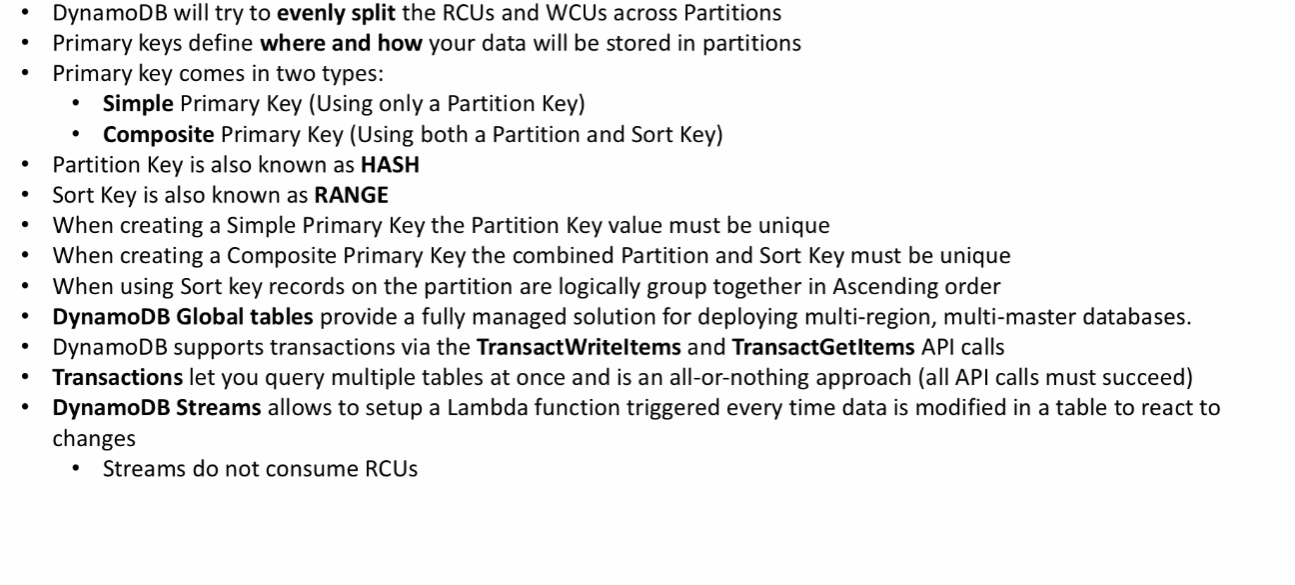 • DynamoDB will try to evenly split the RCUs and WCUs across Partitions
• Primary keys define where and how your data will be stored in partitions
• Primary key comes in two types:
• Simple Primary Key (Using only a Partition Key)
• Composite Primary Key (Using both a Partition and Sort Key)
• Partition Key is also known as HASH
• Sort Key is also known as RANGE
• When creating a Simple Primary Key the Partition Key value must be unique
• When creating a Composite Primary Key the combined Partition and Sort Key must be unique
• When using Sort key records on the partition are logically group together in Ascending order
• DynamoDB Global tables provide a fully managed solution for deploying multi-region, multi-master databases.
• DynamoDB supports transactions via the TransactWriteItems and TransactGetItems API calls
• Transactions let you query multiple tables at once and is an all-or-nothing approach (all API calls must succeed)
• DynamoDB Streams allows to setup a Lambda function triggered every time data is modified in a table to react to
changes
• Streams do not consume RCUs